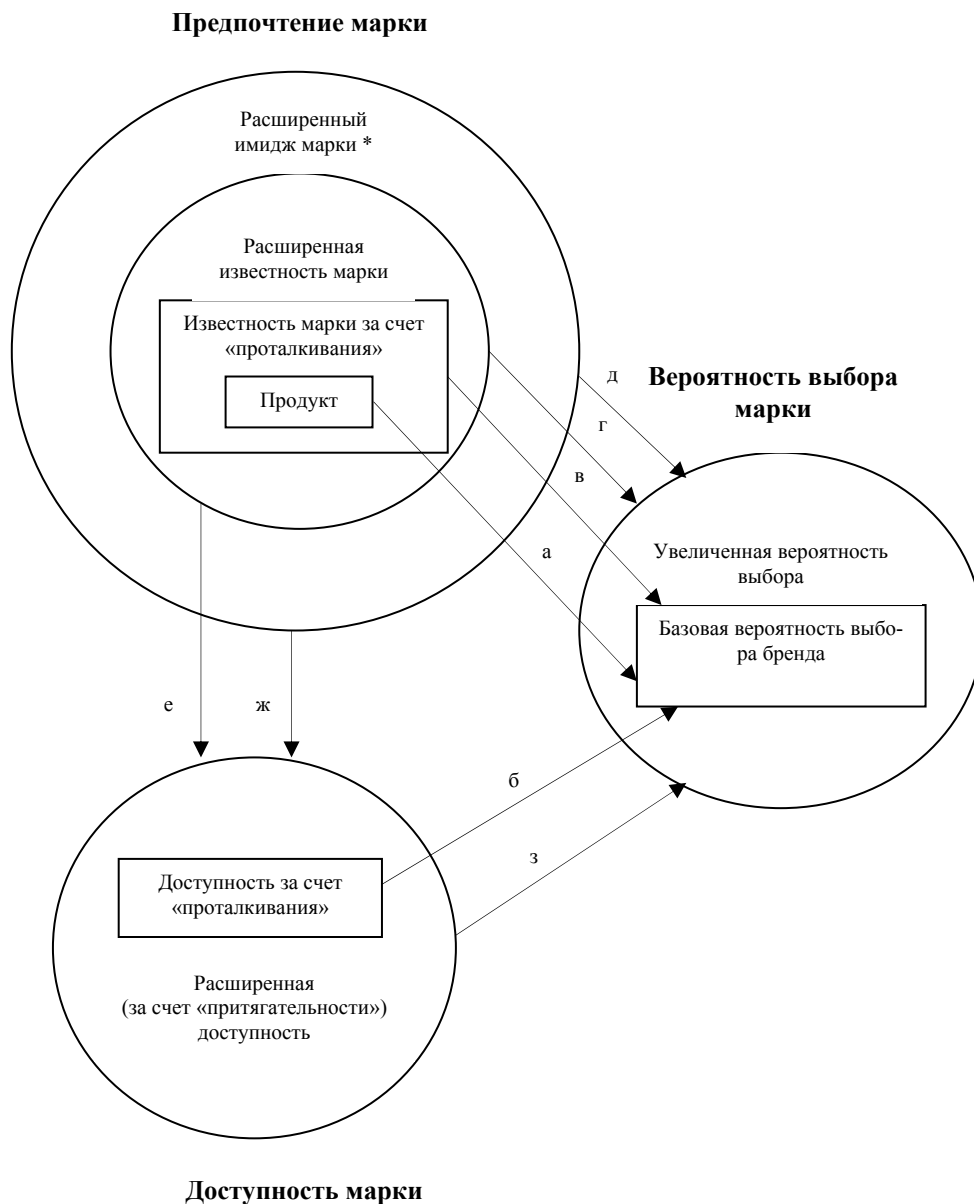 Предпочтение марки
Расширенный
имидж марки *
Расширенная
известность марки
Известность марки за счет
«проталкивания»
Продукт
д
Вероятность выбора
марки
г
в
а
Увеличенная вероятность
выбора
Базовая вероятность выбо-
ра бренда
е
ж
б
з
Доступность за счет
«проталкивания»
Расширенная
(за счет «притягательности»)
доступность
Доступность марки